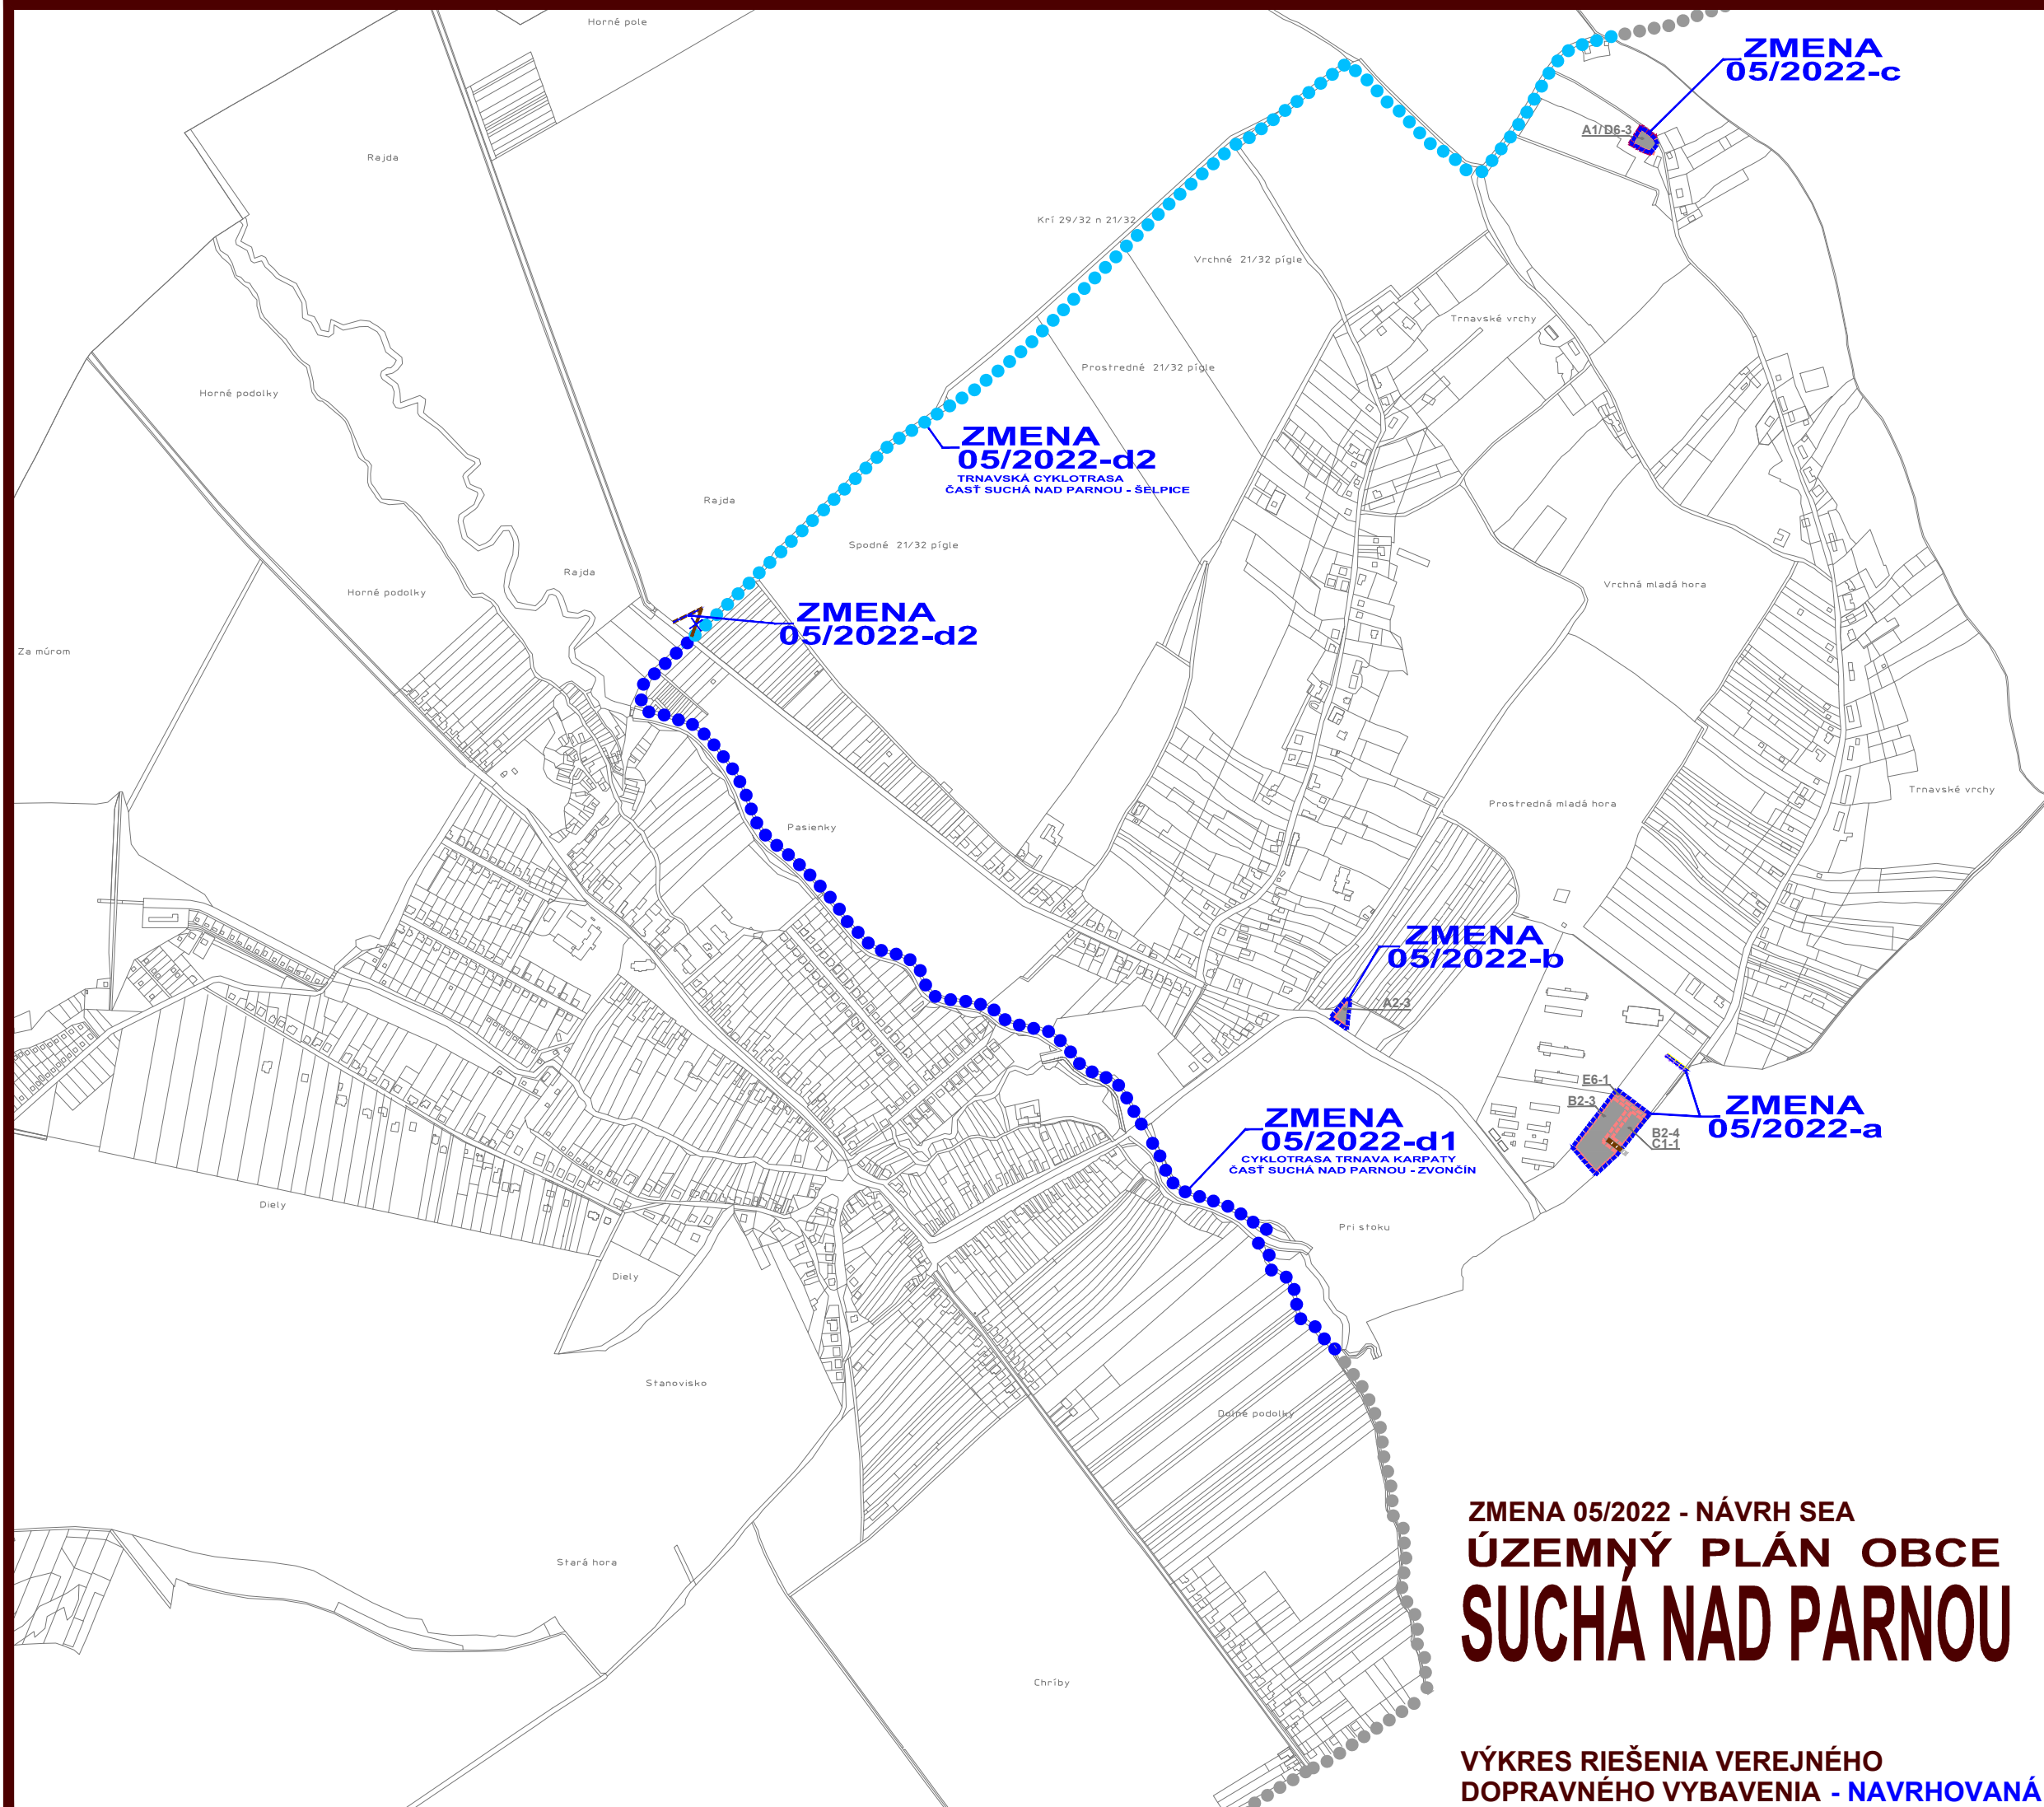 Horné pole
ZMENA
05/2022-c
A1/D6-3
Rajda
Krí 29/32 n 21/32
Vrchné 21/32 pígle
Trnavské vrchy
Prostredné 21/32 pígle
Horné podolky
ZMENA
05/2022-d2
TRNAVSKÁ CYKLOTRASA
ČASŤ SUCHÁ NAD PARNOU - ŠELPICE
Rajda
Spodné 21/32 pígle
Rajda
Vrchná mladá hora
Horné podolky
ZMENA
05/2022-d2
Za múrom
Trnavské vrchy
Prostredná mladá hora
Pasienky
ZMENA
05/2022-b
A2-3
E6-1
B2-3
ZMENA
05/2022-a
B2-4
C1-1
ZMENA
05/2022-d1
CYKLOTRASA TRNAVA KARPATY
ČASŤ SUCHÁ NAD PARNOU - ZVONČÍN
Diely
Pri stoku
Diely
Stanovisko
Dolné podolky
Stará hora
Chríby
ZMENA 05/2022 - NÁVRH SEA
ÚZEMNÝ PLÁN OBCE
SUCHÁ NAD PARNOU
VÝKRES RIEŠENIA VEREJNÉHO
DOPRAVNÉHO VYBAVENIA - NAVRHOVANÁ